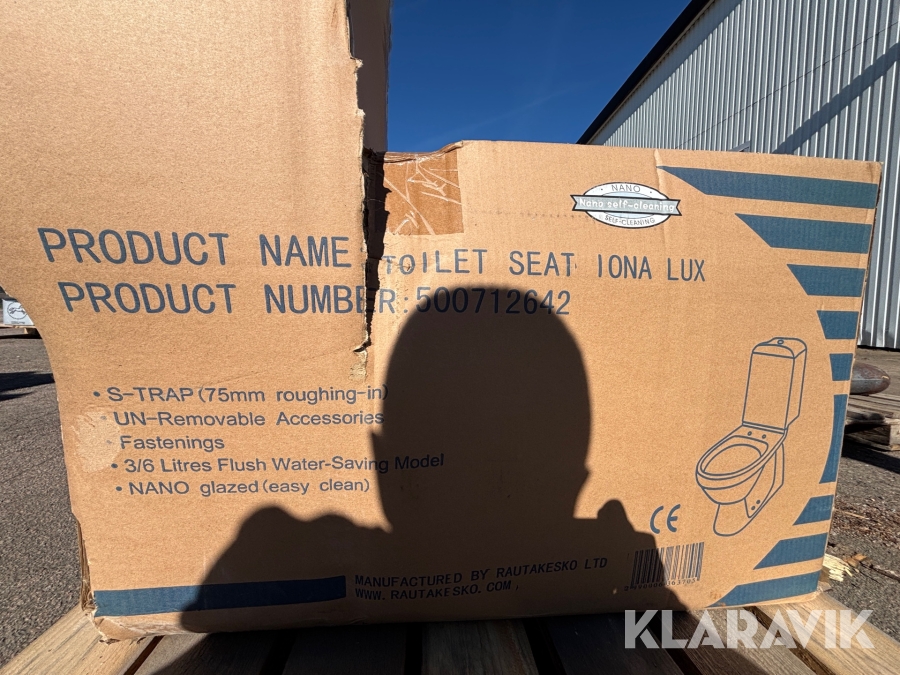 NANO
Nano self-cleaning
SELF-CLEANING
PRODUCT NAME TOILET SEAT IONA LUX
PRODUCT NUMBER:500712642
• S-TRAP(75mm roughing-in)
• UN-Removable Accessories
• Fastenings
• 3/6 Litres Flush Water-Saving Model
• NANO glazed(easy clean)
CE
MANUFACTURED BY RAUTAKESKO LTD
WWW.RAUTAKESKO.COM.
KLARAVIK